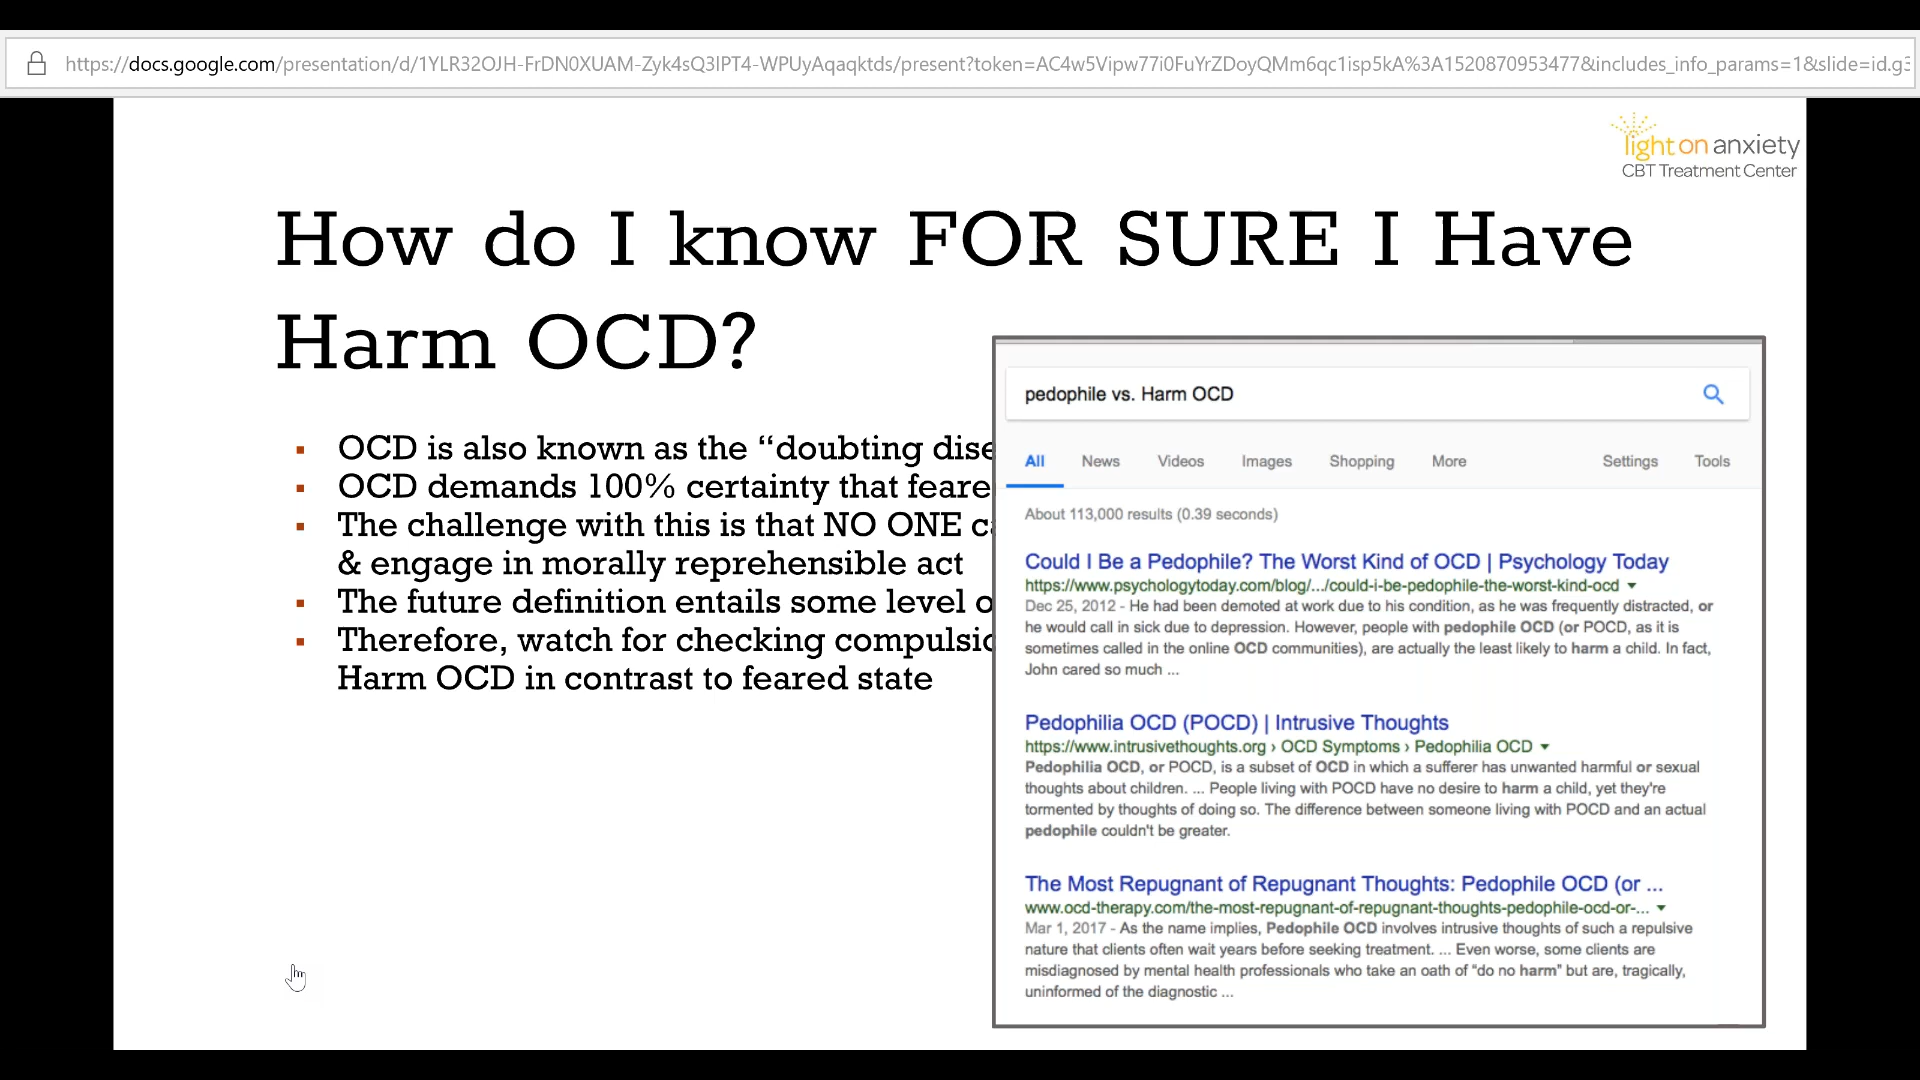 https://docs.google.com/presentation/d/1YLR32OJH-FrDN0XUAM-Zyk4sQ3lPT4-WPUyAqaqktds/present?token=AC4w5Vipw77i0FuYrZDoyQMm6qc1isp5kA%3A1520870953477&includes_info_params=1&slide=id.g3
light on anxiety
CBT Treatment Center
How do I know FOR SURE I Have
Harm OCD?
OCD is also known as the “doubting
OCD demands 100% certainty that
The challenge with this is that NO ONE
& engage in morally reprehensible act
The future definition entails some level
Therefore, watch for checking
Harm OCD in contrast to feared state
pedophile vs. Harm OCD
All News Videos Images Shopping More Settings Tools
About 113,000 results (0.39 seconds)
Could I Be a Pedophile? The Worst Kind of OCD | Psychology Today
https://www.psychologytoday.com/blog/.../could-i-be-pedophile-the-worst-kind-ocd
Dec 25, 2012 - He had been demoted at work due to his condition, as he was frequently distracted, or
he would call in sick due to depression. However, people with pedophile OCD (or POCD, as it is
sometimes called in the online OCD communities), are actually the least likely to harm a child. In fact,
John cared so much ...
Pedophilia OCD (POCD) | Intrusive Thoughts
https://www.intrusivethoughts.org › OCD Symptoms › Pedophilia OCD
Pedophilia OCD, or POCD, is a subset of OCD in which a sufferer has unwanted harmful or sexual
thoughts about children. ... People living with POCD have no desire to harm a child, yet they're
tormented by thoughts of doing so. The difference between someone living with POCD and an actual
pedophile couldn't be greater.
The Most Repugnant of Repugnant Thoughts: Pedophile OCD (or ...
www.ocd-therapy.com/the-most-repugnant-of-repugnant-thoughts-pedophile-ocd-or-...
Mar 1, 2017 - As the name implies, Pedophile OCD involves intrusive thoughts of such a repulsive
nature that clients often wait years before seeking treatment. ... Even worse, some clients are
misdiagnosed by mental health professionals who take an oath of “do no harm” but are, tragically,
uninformed of the diagnostic ...